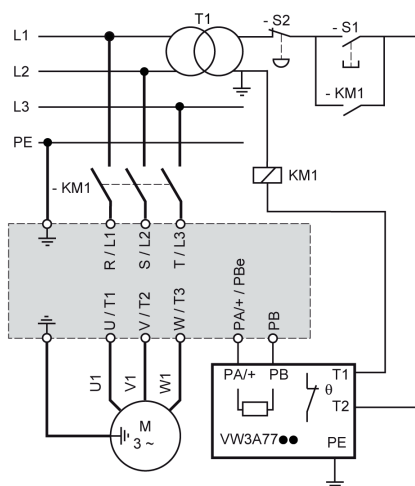 T1
L1
- S2
- S1
L2
- KM1
L3
PE
- KM1
KM1
R / L1
S / L2
T / L3
U / T1
V / T2
W / T3
PA/+ / PBe
PB
U1
V1
W1
M
3 ~
PA/+ PB
θ
T1
T2
VW3A77●●
PE